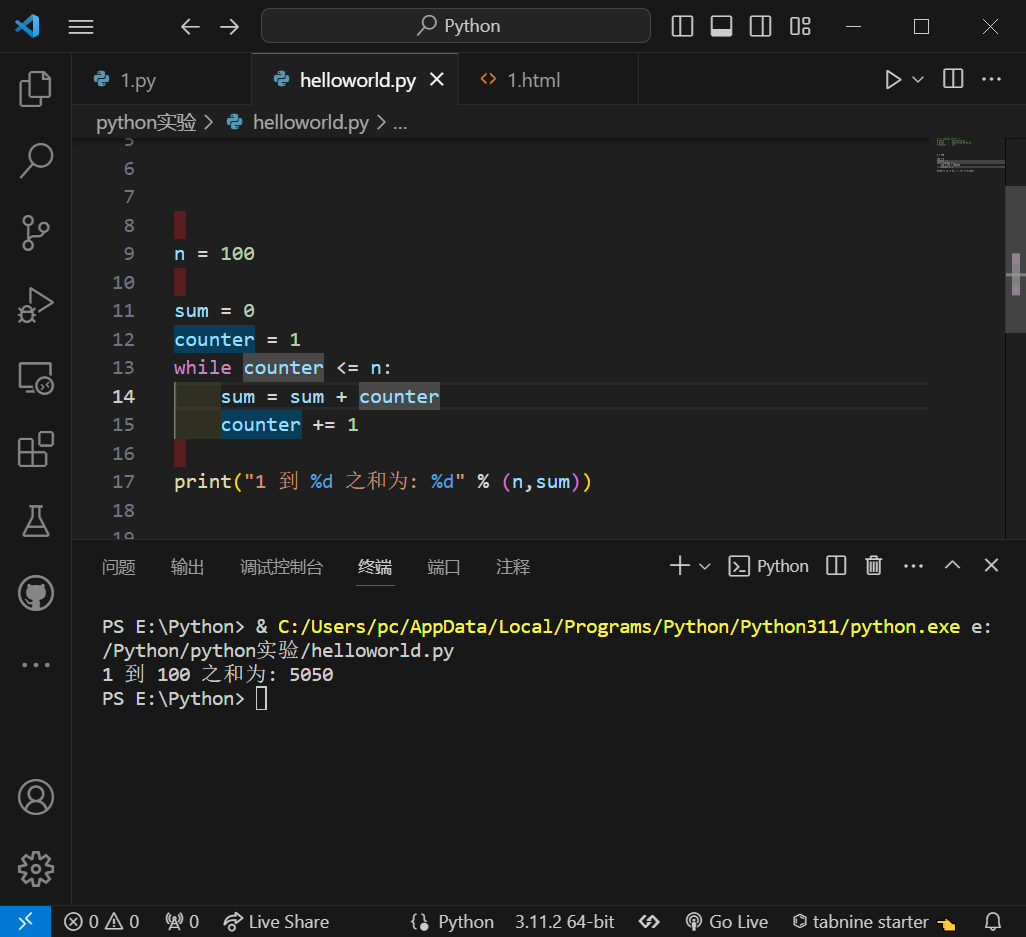 Python
1.py
helloworld.py
1.html
python实验 > helloworld.py > ...
5
6
7
8
9 n = 100
10
11 sum = 0
12 counter = 1
13 while counter <= n:
14 sum = sum + counter
15 counter += 1
16
17 print("1 到 %d 之和为: %d" % (n,sum))
18
19
问题 输出 调试控制台 终端 端口 注释 Python
PS E:\Python> & C:/Users/pc/AppData/Local/Programs/Python/Python311/python.exe e:
/Python/python实验/helloworld.py
1 到 100 之和为: 5050
PS E:\Python>
0 0 0 Live Share Python 3.11.2 64-bit Go Live tabnine starter